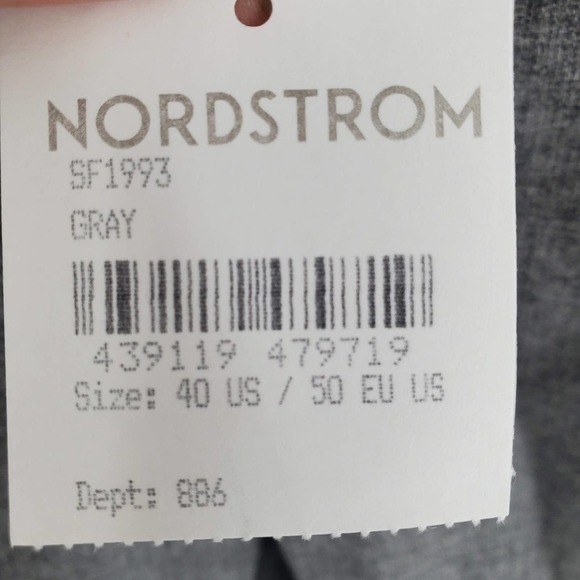 NORDSTROM
SF1993
GRAY
439119 479719
Size: 40 US / 50 EU US
Dept: 886